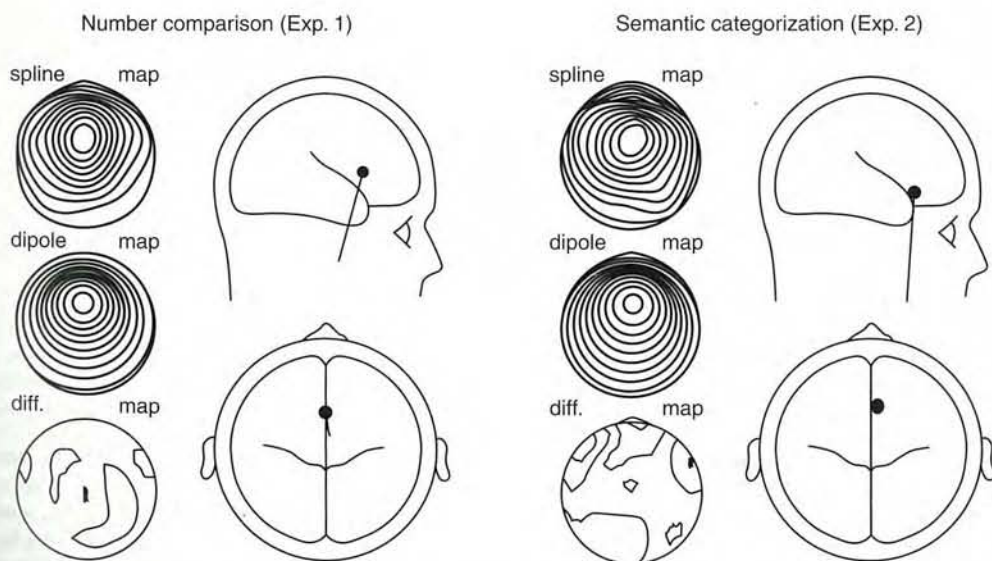 Number comparison (Exp. 1)
Semantic categorization (Exp. 2)
spline map
dipole map
diff. map
spline map
dipole map
diff. map